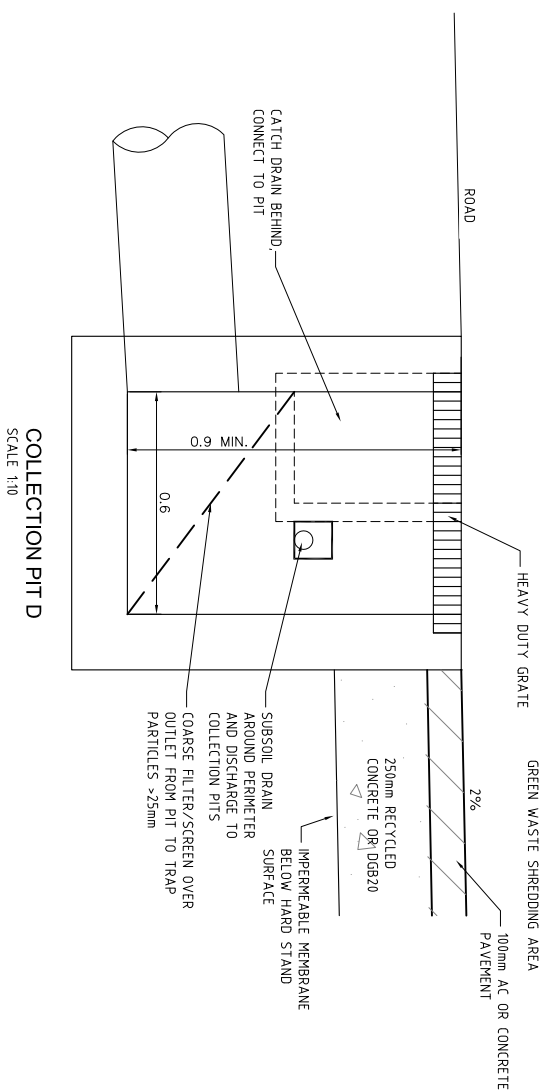 ROAD
CATCH DRAIN BEHIND,
CONNECT TO PIT
HEAVY DUTY GRATE
GREEN WASTE SHREDDING AREA
2%
100mm AC OR CONCRETE
PAVEMENT
250mm RECYCLED
CONCRETE OR DGB20
IMPERMEABLE MEMBRANE
BELOW HARD STAND
SURFACE
SUBSOIL DRAIN
AROUND PERIMETER
AND DISCHARGE TO
COLLECTION PITS
COARSE FILTER/SCREEN OVER
OUTLET FROM PIT TO TRAP
PARTICLES >25mm
0.9 MIN.
0.6
COLLECTION PIT D
SCALE 1:10